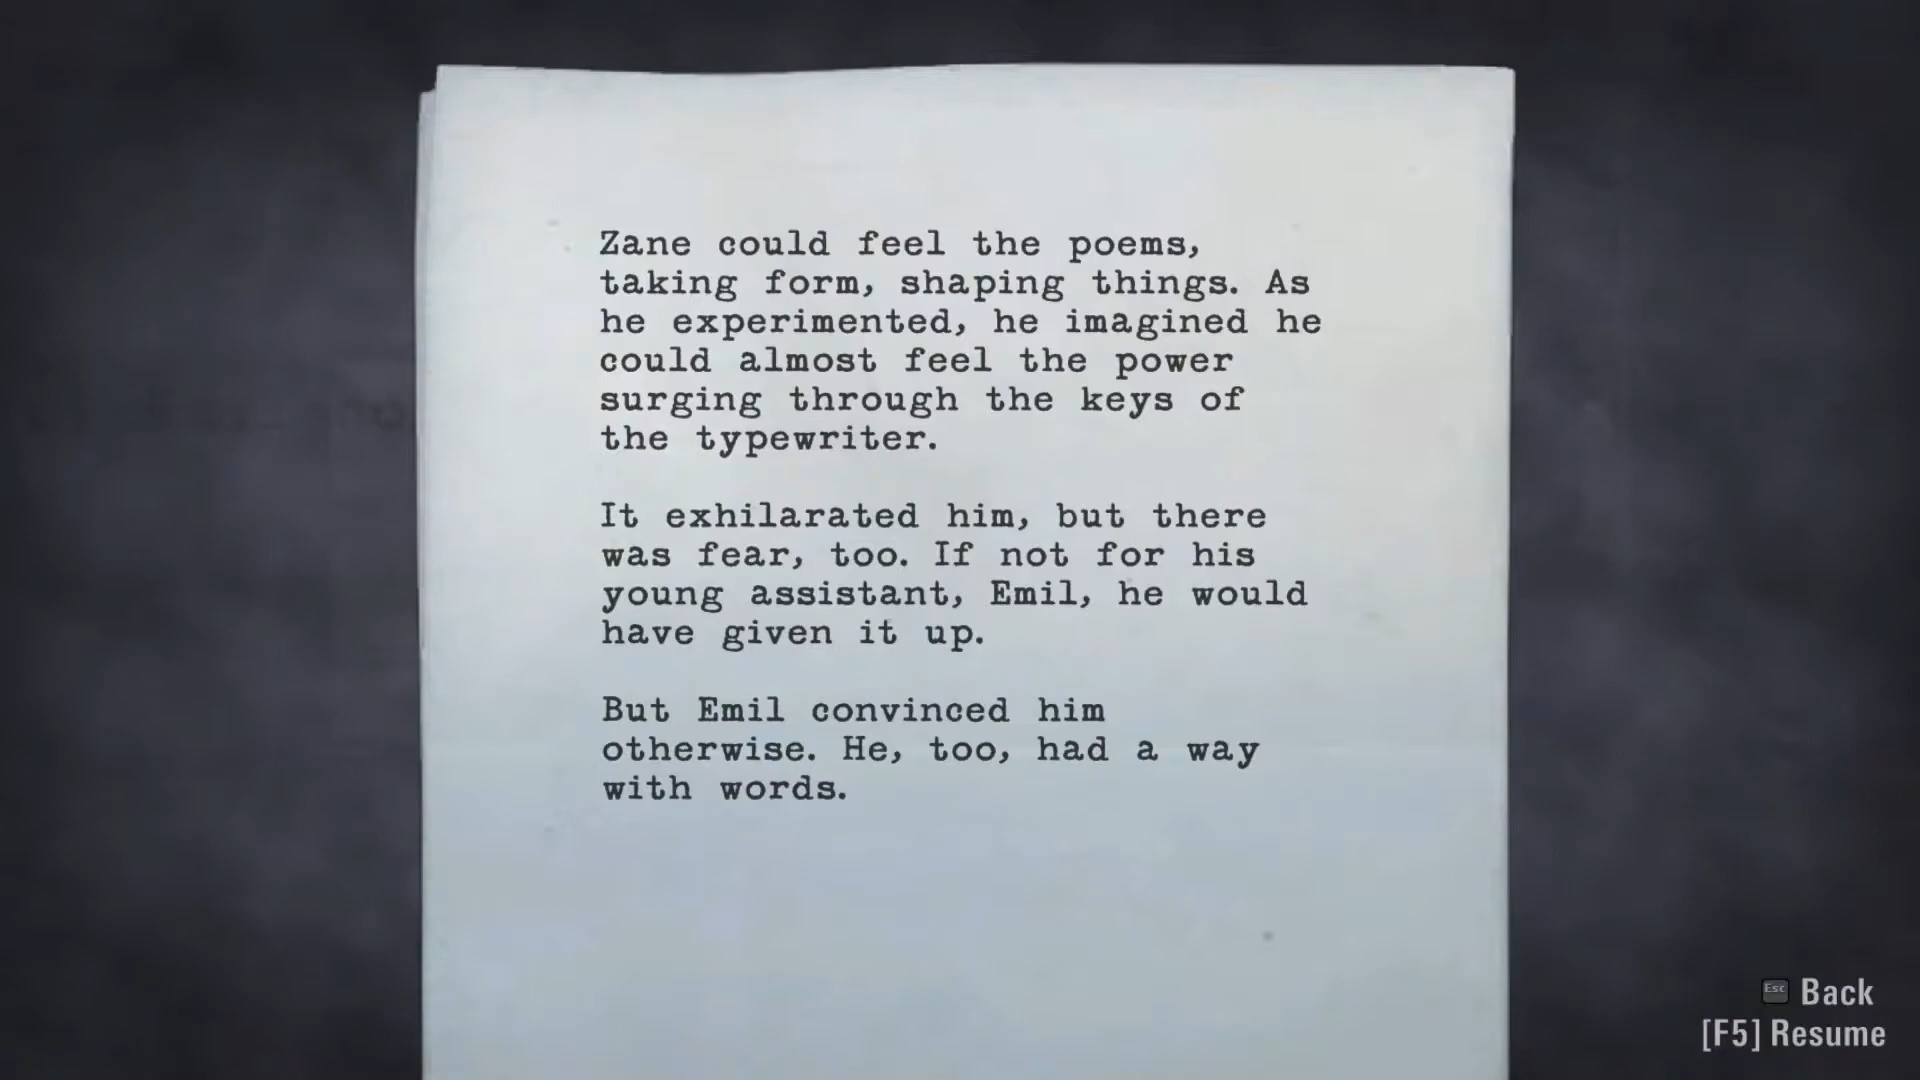 Zane could feel the poems,
taking form, shaping things. As
he experimented, he imagined he
could almost feel the power
surging through the keys of
the typewriter.
It exhilarated him, but there
was fear, too. If not for his
young assistant, Emil, he would
have given it up.
But Emil convinced him
otherwise. He, too, had a way
with words.
Esc Back
[F5] Resume